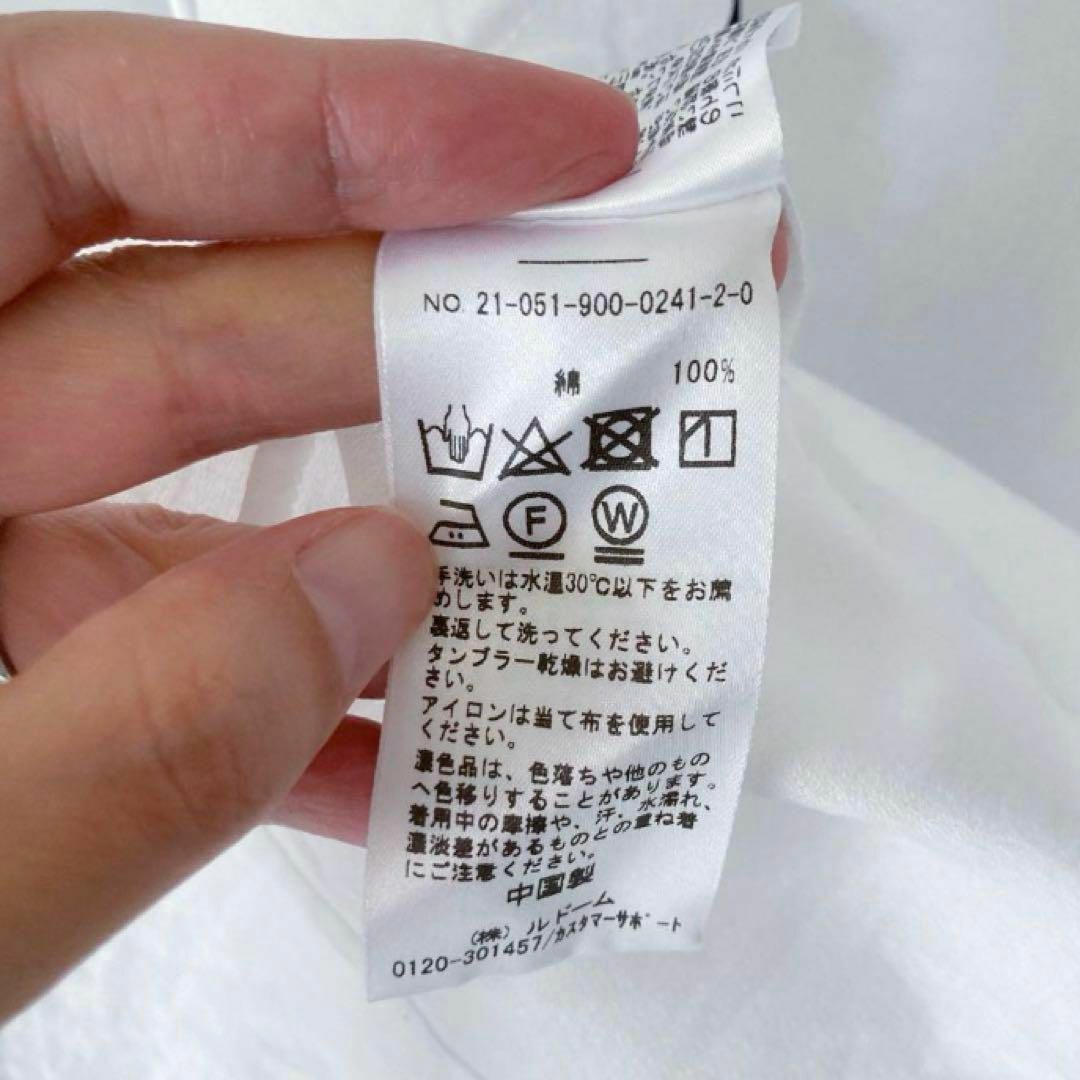 NO. 21-051-900-0241-2-0
綿 100%
F W
手洗いは水温30℃以下をお薦
めします。
裏返して洗ってください。
タンブラー乾燥はお避けくだ
さい。
アイロンは当て布を使用して
ください。
濃色品は、色落ちや他のもの
へ色移りすることがあります。
着用中の摩擦や、汗、水濡れ、
濃淡差があるものとの重ね着
にご注意ください。
中国製
(株) ルドーム
0120-301457/カスタマーサポート